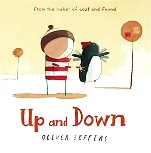 From the maker of Lost and Found
Up and Down
OLIVER JEFFERS